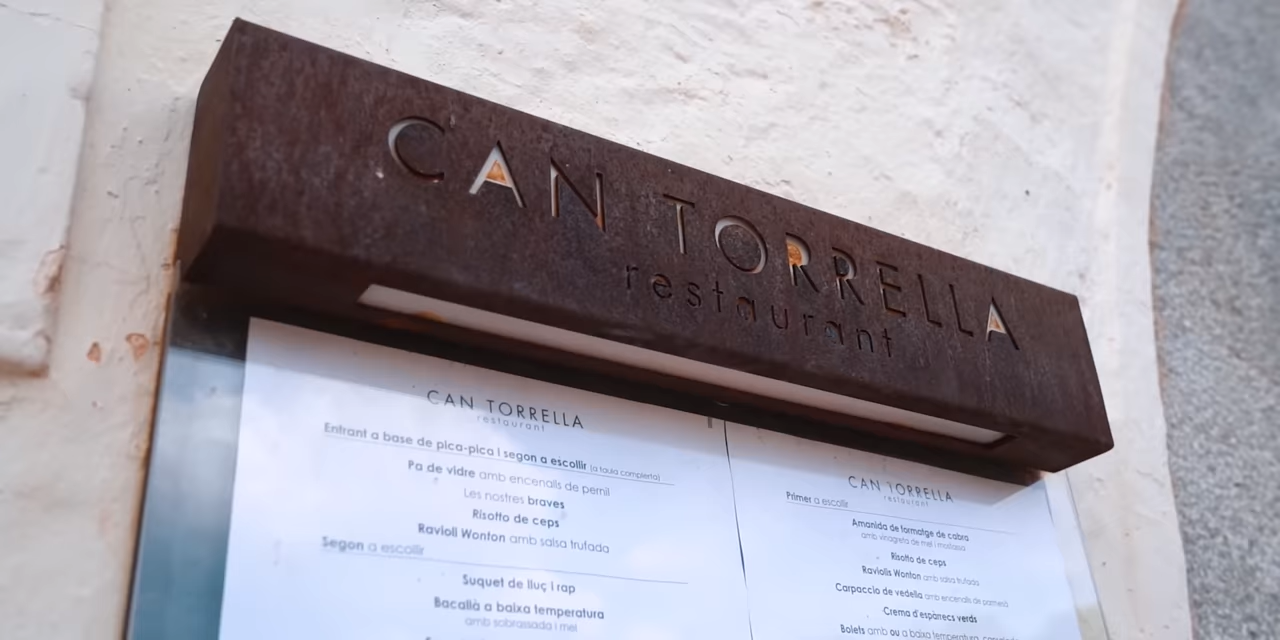 CAN TORRELLA
restaurant
CAN TORRELLA
restaurant
Entrant a base de pica-pica i segon a escollir (a taula completa)
Pa de vidre amb encenalls de pernil
Les nostres braves
Risotto de ceps
Ravioli Wonton amb salsa trufada
Segon a escollir
Suquet de lluç i rap
Bacallà a baixa temperatura
amb sobrassada i mel
CAN TORRELLA
restaurant
Primer a escollir
Amanida de formatge de cabra
amb vinagreta de mel i mostassa
Risotto de ceps
Raviolis Wonton amb salsa trufada
Carpaccio de vedella amb encenalls de parmesà
Crema d'espàrrecs verds
Bolets amb ou a baixa temperatura